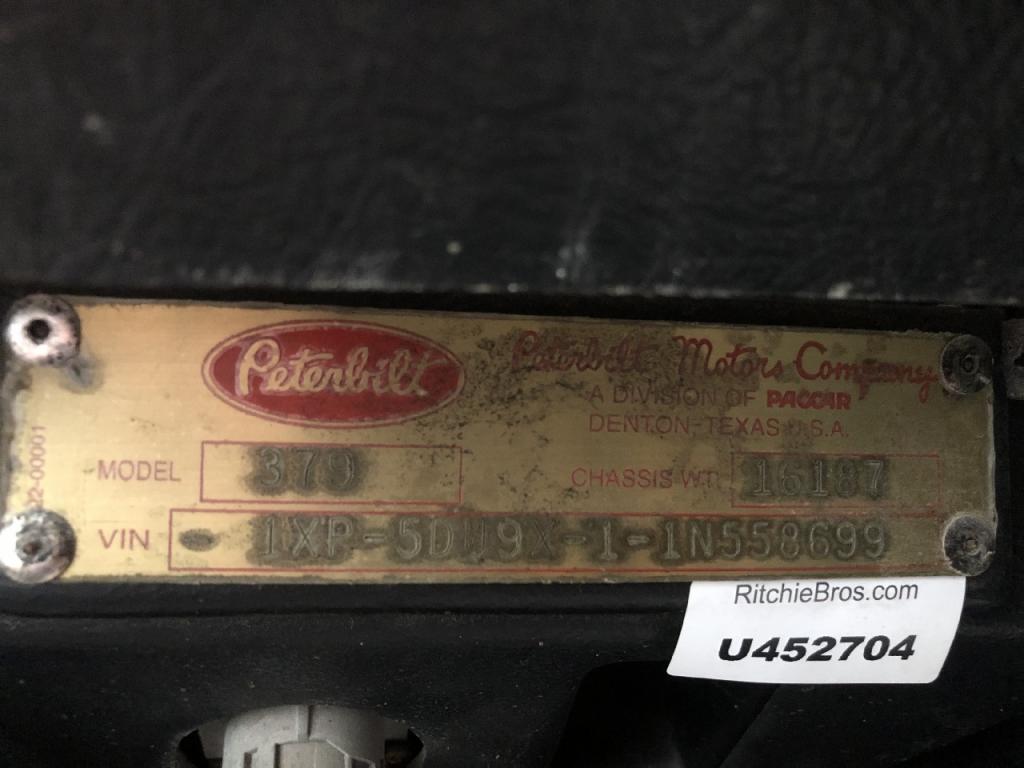 Peterbilt
Peterbilt Motors Company
A DIVISION OF PACCAR
DENTON-TEXAS U.S.A.
MODEL 379 CHASSIS WT. 16187
VIN 1XP-5DU9X-1-1N558699
RitchieBros.com
U452704